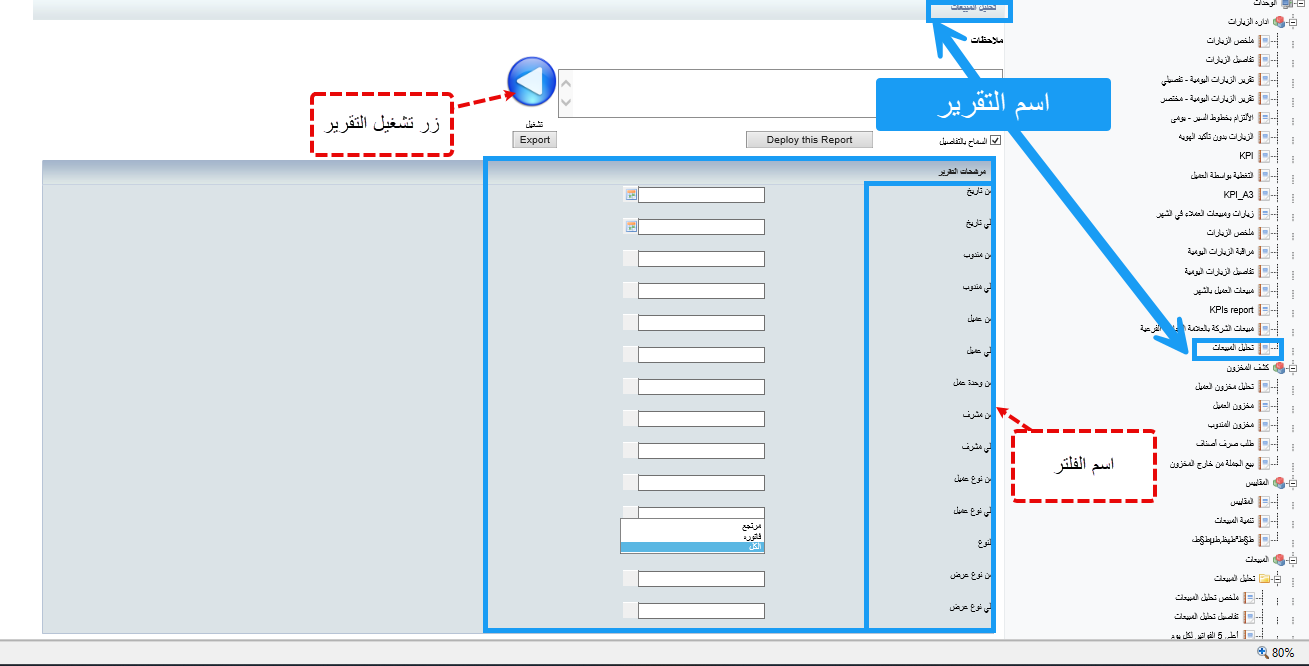 الوحدات
اداره الزيارات
ملخص الزيارات
تفاصيل الزيارات
تقرير الزيارات اليومية - تفصيلي
تقرير الزيارات اليومية - مختصر
الألتزام بخطوط السير - يومى
الزيارات بدون تأكيد الهويه
KPI
التغطية بواسطة العميل
KPI_A3
زيارات ومبيعات العملاء في الشهر
ملخص الزيارات
مراقبة الزيارات اليومية
تفاصيل الزيارات اليومية
مبيعات العميل بالشهر
KPIs report
مبيعات الشركة بالعلامة الفرعية
تحليل المبيعات
كشف المخزون
تحليل مخزون العميل
مخزون العميل
مخزون المندوب
طلب صرف أصناف
بيع الجملة من خارج المخزون
المقاييس
المقاييس
تنمية المبيعات
المبيعات
تحليل المبيعات
ملخص تحليل المبيعات
تفاصيل تحليل المبيعات
أعلى 5 الفواتير لكل يوم
تحليل المبيعات
ملاحظات
اسم التقرير
زر تشغيل التقرير
تشغيل
Export
Deploy this Report
السماح بالتفاصيل
مرشحات التقرير
من تاريخ
الي تاريخ
من مندوب
الي مندوب
من عميل
الي عميل
من وحدة عمل
من مشرف
الي مشرف
من نوع عميل
الي نوع عميل
النوع
مرتجع
فاتوره
الكل
من نوع عرض
الي نوع عرض
اسم الفلتر
80%